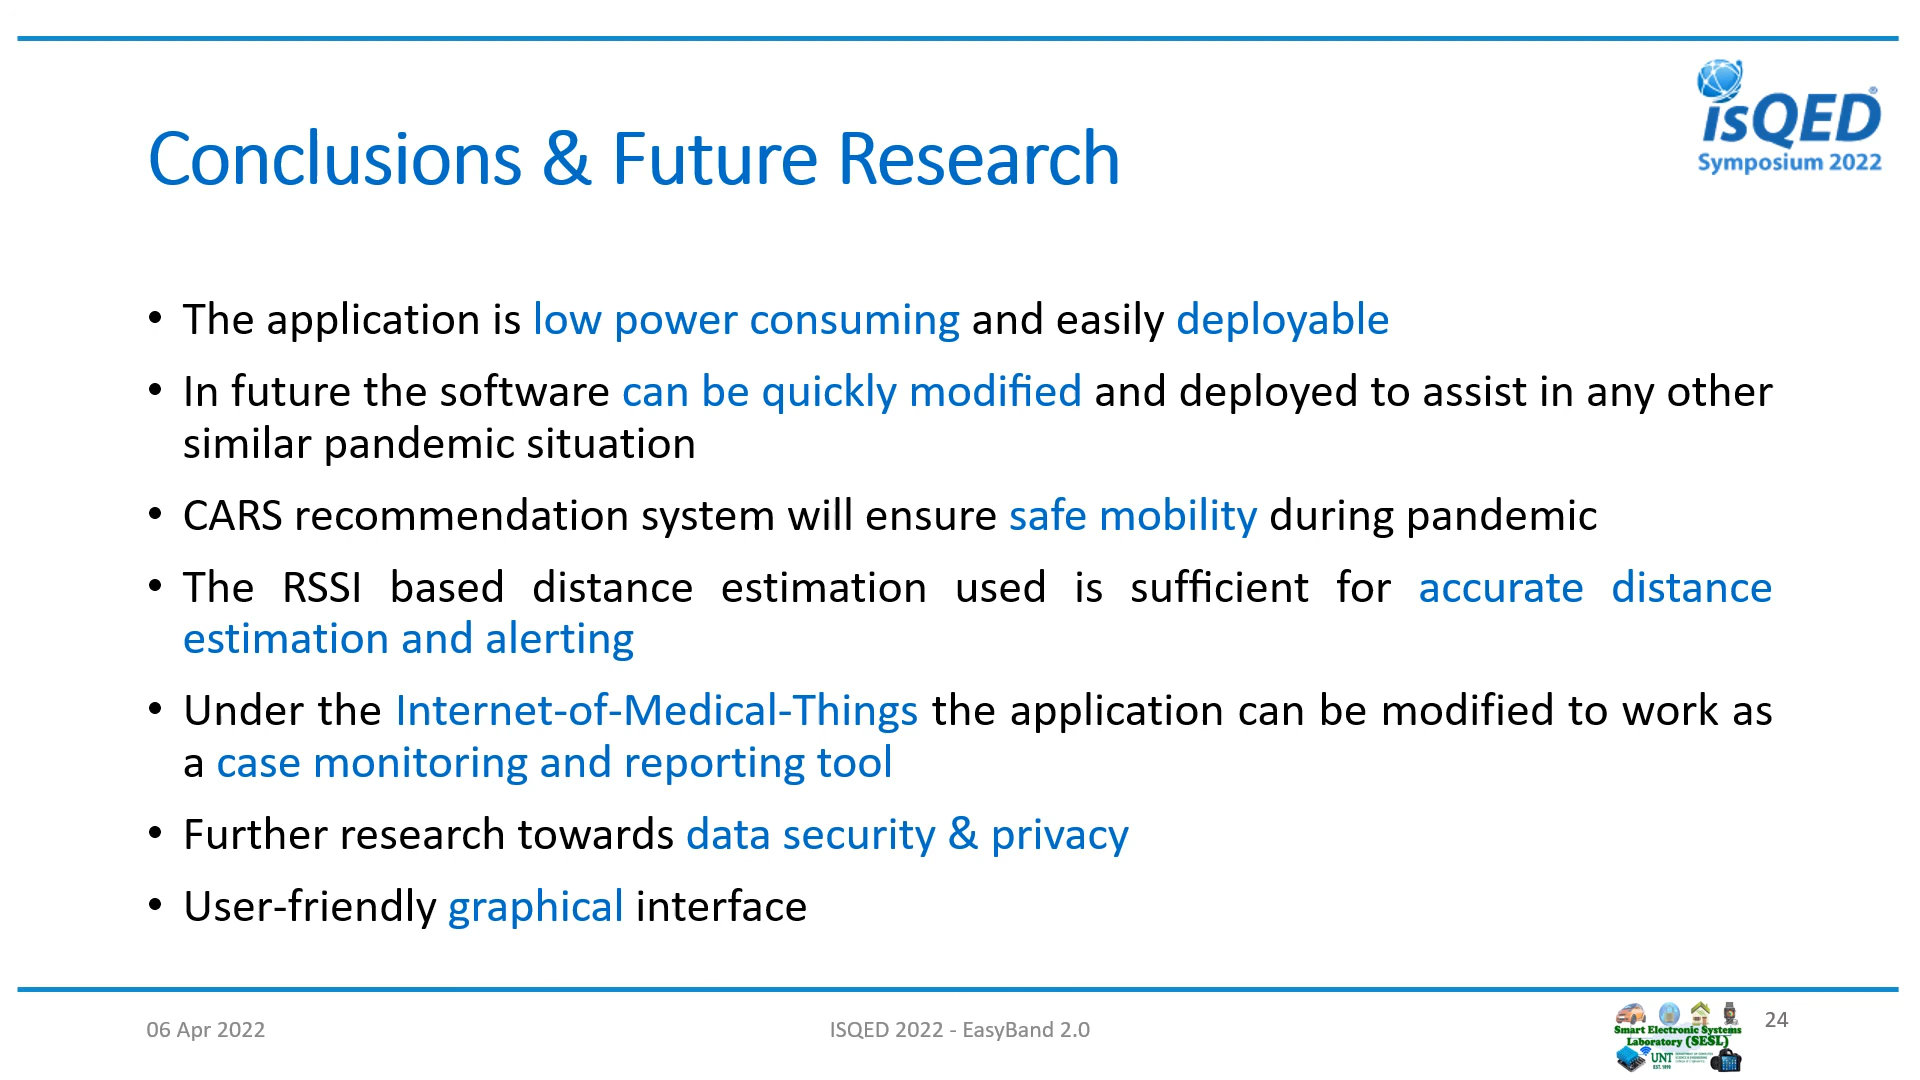 isQED®
Symposium 2022
Conclusions & Future Research
• The application is low power consuming and easily deployable
• In future the software can be quickly modified and deployed to assist in any other
similar pandemic situation
• CARS recommendation system will ensure safe mobility during pandemic
• The RSSI based distance estimation used is sufficient for accurate distance
estimation and alerting
• Under the Internet-of-Medical-Things the application can be modified to work as
a case monitoring and reporting tool
• Further research towards data security & privacy
• User-friendly graphical interface
06 Apr 2022
ISQED 2022 - EasyBand 2.0
Smart Electronic Systems
Laboratory (SESL)
UNT
EST. 1890
24